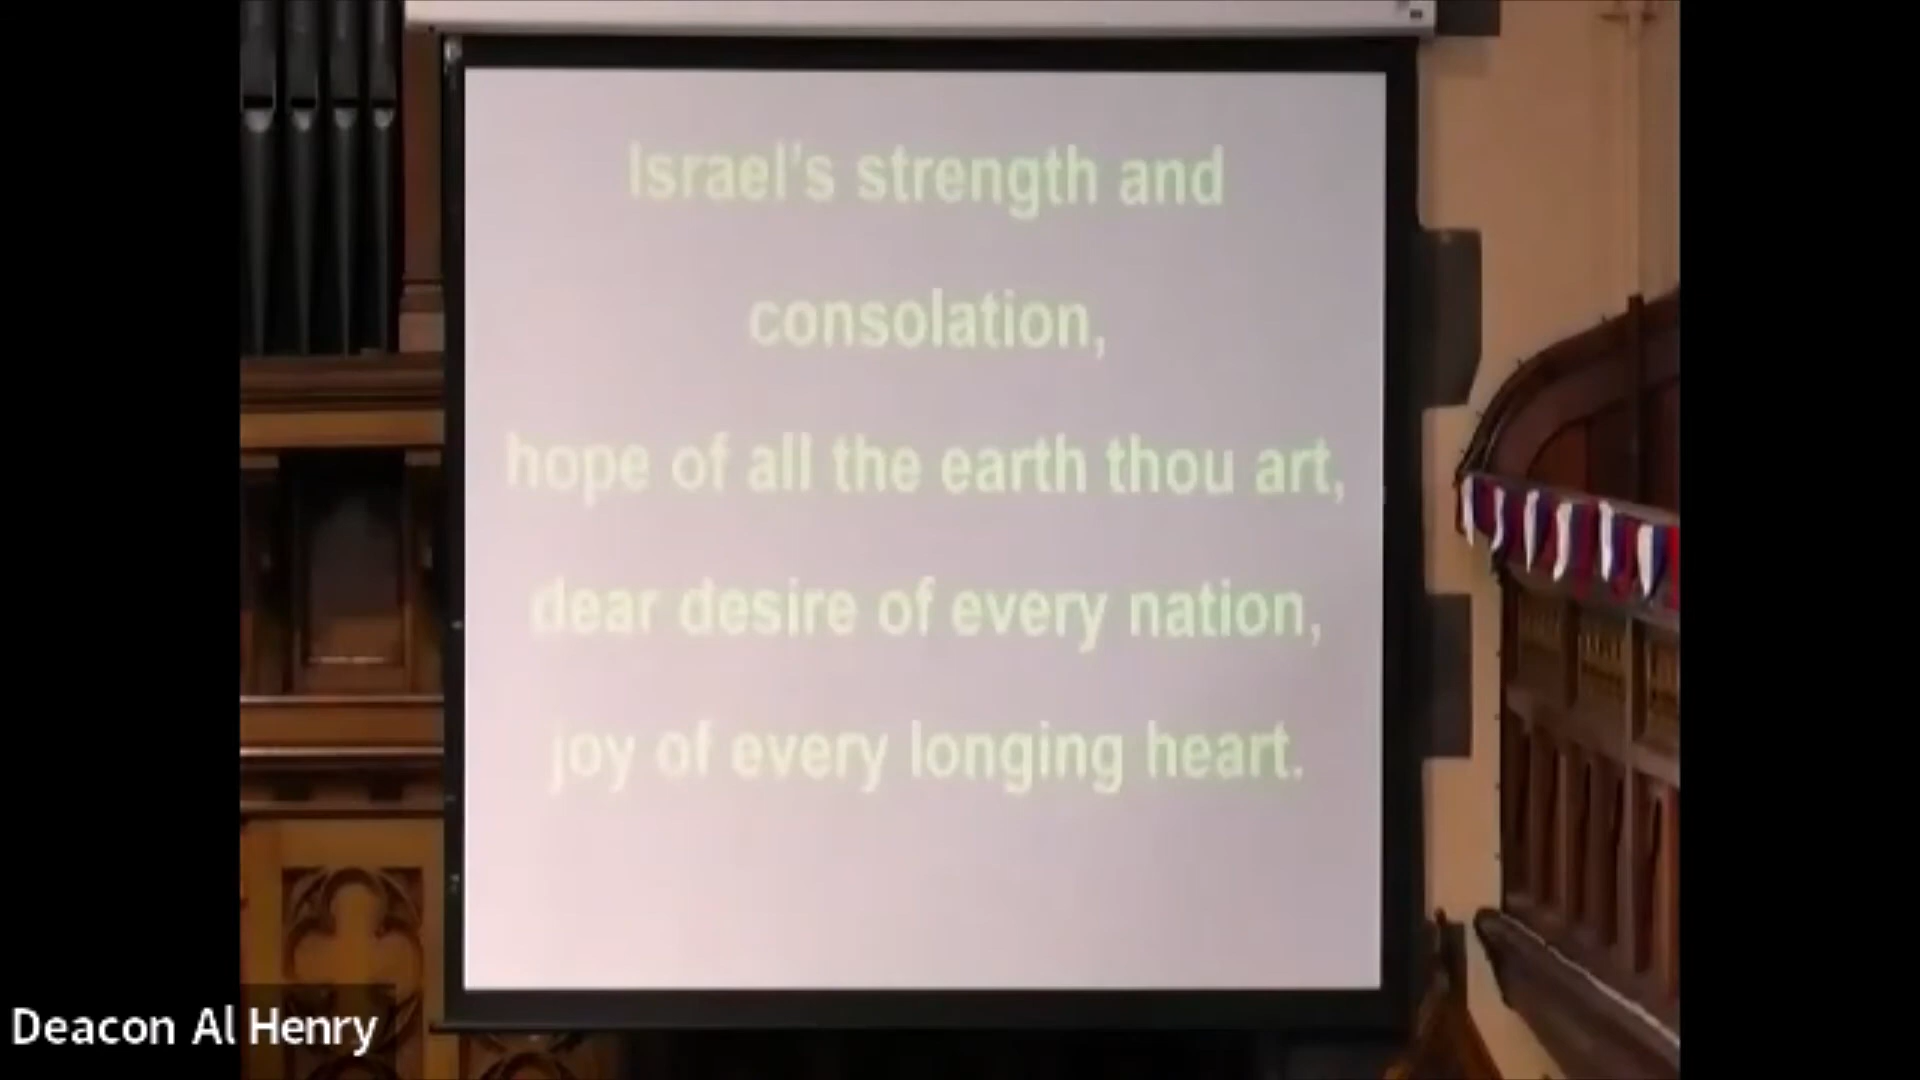 Israel's strength and
consolation,
hope of all the earth thou art,
dear desire of every nation,
joy of every longing heart.
Deacon Al Henry